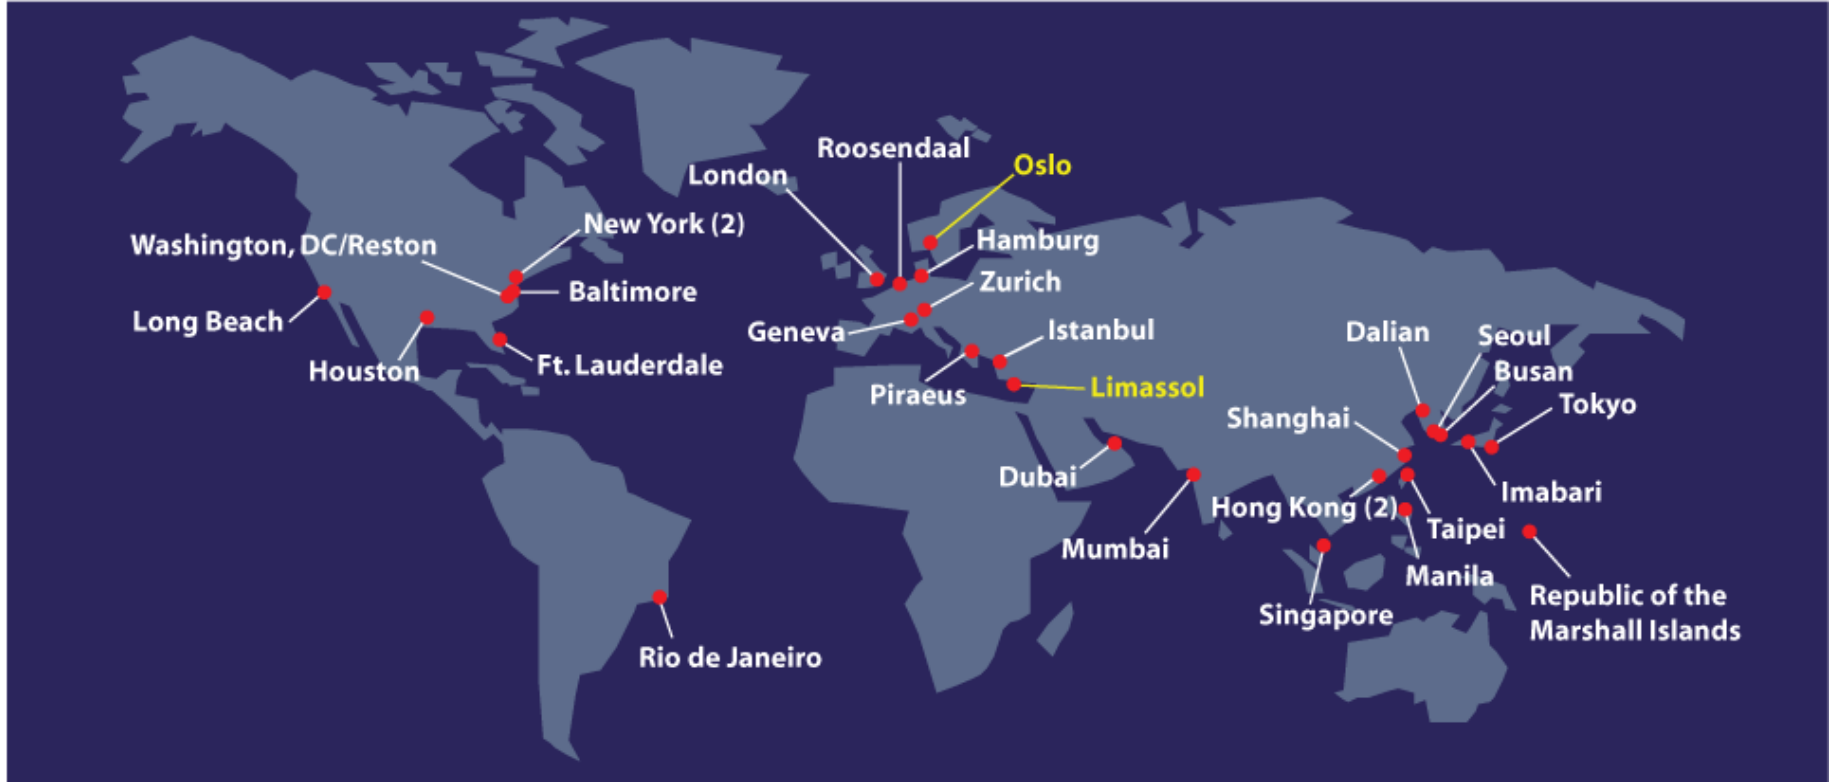 Roosendaal
Oslo
London
New York (2)
Washington, DC/Reston
Hamburg
Zurich
Baltimore
Long Beach
Geneva
Istanbul
Dalian
Seoul
Houston
Ft. Lauderdale
Busan
Piraeus
Limassol
Tokyo
Shanghai
Dubai
Imabari
Hong Kong (2)
Taipei
Mumbai
Manila
Singapore
Republic of the
Marshall Islands
Rio de Janeiro